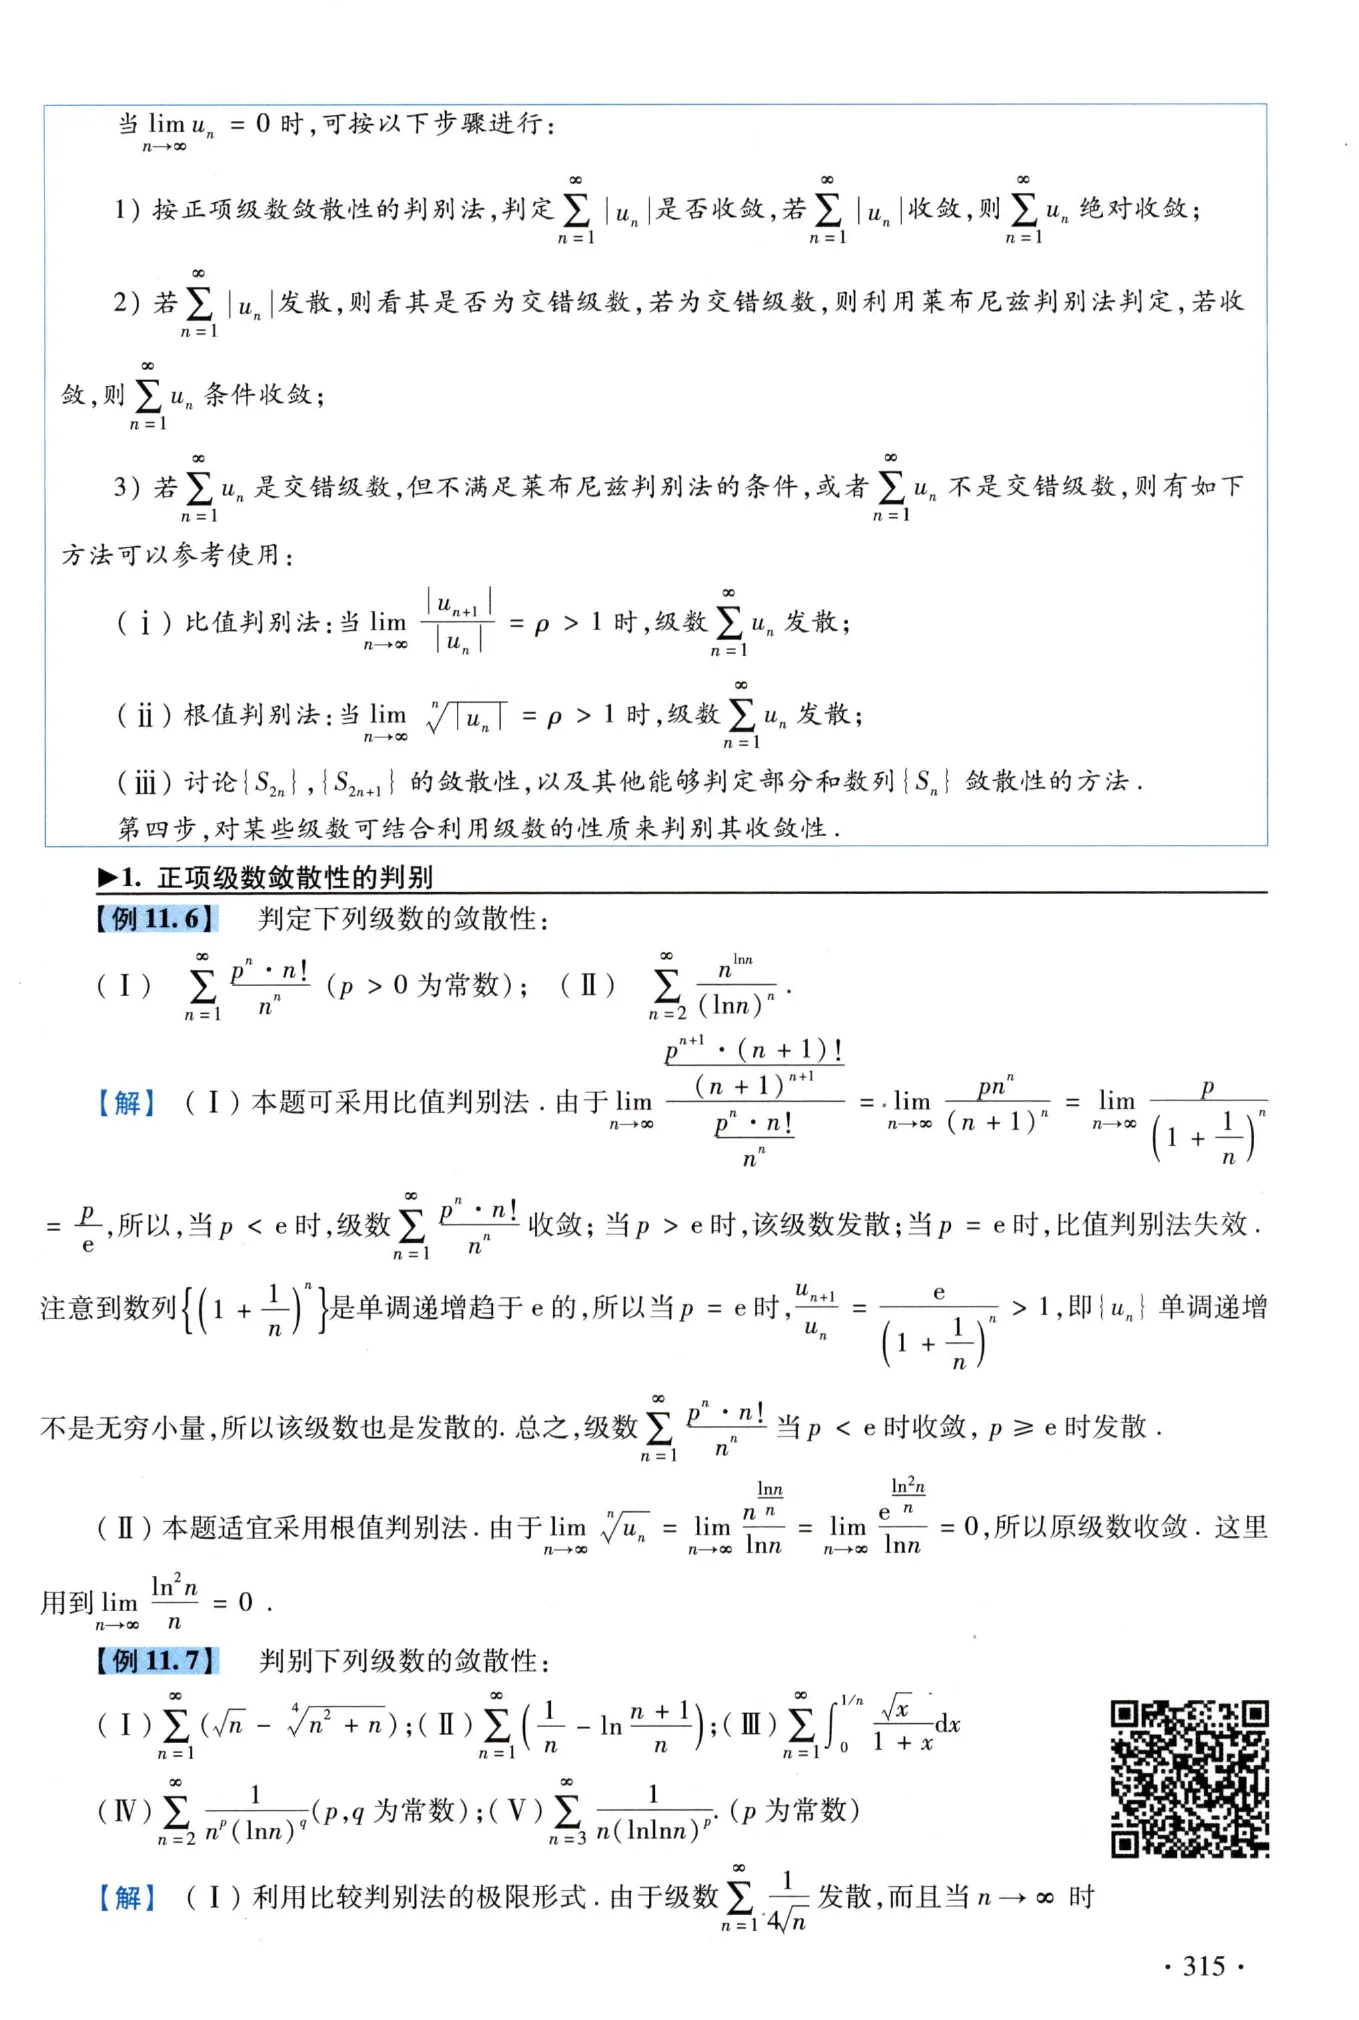 当 $\lim\limits_{n\to\infty} u_n = 0$ 时,可按以下步骤进行:
1) 按正项级数敛散性的判别法,判定 $\sum\limits_{n=1}^{\infty} |u_n|$ 是否收敛,若 $\sum\limits_{n=1}^{\infty} |u_n|$ 收敛,则 $\sum\limits_{n=1}^{\infty} u_n$ 绝对收敛;
2) 若 $\sum\limits_{n=1}^{\infty} |u_n|$ 发散,则看其是否为交错级数,若为交错级数,则利用莱布尼兹判别法判定,若收
敛,则 $\sum\limits_{n=1}^{\infty} u_n$ 条件收敛;
3) 若 $\sum\limits_{n=1}^{\infty} u_n$ 是交错级数,但不满足莱布尼兹判别法的条件,或者 $\sum\limits_{n=1}^{\infty} u_n$ 不是交错级数,则有如下
方法可以参考使用:
(ⅰ) 比值判别法:当 $\lim\limits_{n\to\infty} \frac{|u_{n+1}|}{|u_n|} = \rho > 1$ 时,级数 $\sum\limits_{n=1}^{\infty} u_n$ 发散;
(ⅱ) 根值判别法:当 $\lim\limits_{n\to\infty} \sqrt[n]{|u_n|} = \rho > 1$ 时,级数 $\sum\limits_{n=1}^{\infty} u_n$ 发散;
(ⅲ) 讨论 $\{S_{2n}\},\{S_{2n+1}\}$ 的敛散性,以及其他能够判定部分和数列 $\{S_n\}$ 敛散性的方法.
第四步,对某些级数可结合利用级数的性质来判别其收敛性.
▶1. 正项级数敛散性的判别
【例 11.6】 判定下列级数的敛散性:
(Ⅰ) $\sum\limits_{n=1}^{\infty} \frac{p^n \cdot n!}{n^n}$ (p > 0 为常数); (Ⅱ) $\sum\limits_{n=2}^{\infty} \frac{n^{\ln n}}{(\ln n)^n}$.
【解】 (Ⅰ) 本题可采用比值判别法.由于 $\lim\limits_{n\to\infty} \frac{\frac{p^{n+1} \cdot (n+1)!}{(n+1)^{n+1}}}{\frac{p^n \cdot n!}{n^n}} = \lim\limits_{n\to\infty} \frac{pn^n}{(n+1)^n} = \lim\limits_{n\to\infty} \frac{p}{\left(1+\frac{1}{n}\right)^n}$
$= \frac{p}{e}$,所以,当 p < e 时,级数 $\sum\limits_{n=1}^{\infty} \frac{p^n \cdot n!}{n^n}$ 收敛; 当 p > e 时,该级数发散;当 p = e 时,比值判别法失效.
注意到数列 $\left\{\left(1+\frac{1}{n}\right)^n\right\}$ 是单调递增趋于 e 的,所以当 p = e 时, $\frac{u_{n+1}}{u_n} = \frac{e}{\left(1+\frac{1}{n}\right)^n} > 1$,即 $\{u_n\}$ 单调递增
不是无穷小量,所以该级数也是发散的. 总之,级数 $\sum\limits_{n=1}^{\infty} \frac{p^n \cdot n!}{n^n}$ 当 p < e 时收敛, p ⩾ e 时发散.
(Ⅱ) 本题适宜采用根值判别法. 由于 $\lim\limits_{n\to\infty} \sqrt[n]{u_n} = \lim\limits_{n\to\infty} \frac{n^{\frac{\ln n}{n}}}{\ln n} = \lim\limits_{n\to\infty} \frac{e^{\frac{\ln^2 n}{n}}}{\ln n} = 0$,所以原级数收敛. 这里
用到 $\lim\limits_{n\to\infty} \frac{\ln^2 n}{n} = 0$.
【例 11.7】 判别下列级数的敛散性:
(Ⅰ) $\sum\limits_{n=1}^{\infty} (\sqrt{n} - \sqrt[4]{n^2+n})$;(Ⅱ) $\sum\limits_{n=1}^{\infty} \left(\frac{1}{n} - \ln\frac{n+1}{n}\right)$;(Ⅲ) $\sum\limits_{n=1}^{\infty} \int_0^{1/n} \frac{\sqrt{x}}{1+x} dx$
(Ⅳ) $\sum\limits_{n=2}^{\infty} \frac{1}{n^p(\ln n)^q}$ (p,q 为常数);(Ⅴ) $\sum\limits_{n=3}^{\infty} \frac{1}{n(\ln\ln n)^p}$. (p 为常数)
【解】 (Ⅰ) 利用比较判别法的极限形式.由于级数 $\sum\limits_{n=1}^{\infty} \frac{1}{4\sqrt{n}}$ 发散,而且当 n → ∞ 时
· 315 ·